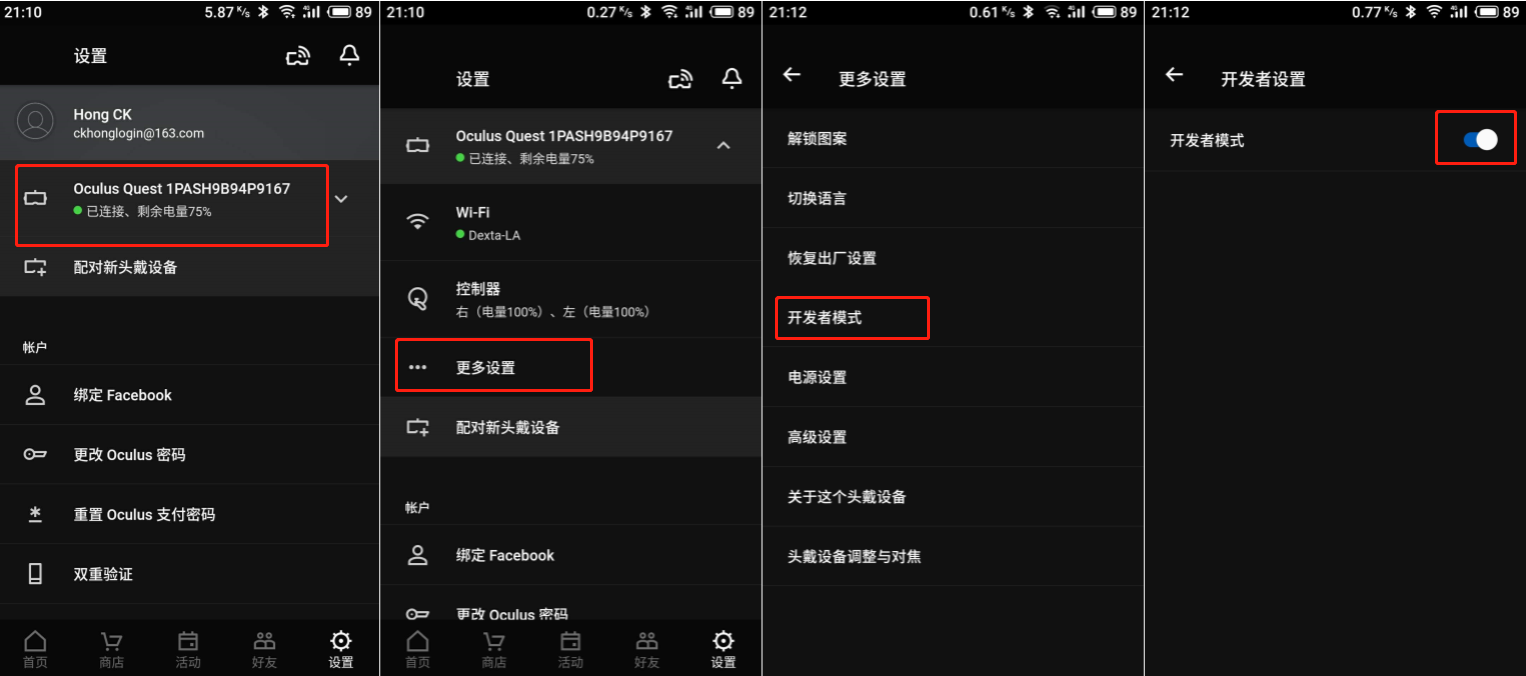 21:10 5.87 K/s 89
设置
Hong CK
ckhonglogin@163.com
Oculus Quest 1PASH9B94P9167
已连接、剩余电量75%
配对新头戴设备
帐户
绑定 Facebook
更改 Oculus 密码
重置 Oculus 支付密码
双重验证
首页 商店 活动 好友 设置
21:10 0.27 K/s 89
设置
Oculus Quest 1PASH9B94P9167
已连接、剩余电量75%
Wi-Fi
Dexta-LA
控制器
右（电量100%）、左（电量100%）
更多设置
配对新头戴设备
帐户
绑定 Facebook
更改 Oculus 密码
首页 商店 活动 好友 设置
21:12 0.61 K/s 89
更多设置
解锁图案
切换语言
恢复出厂设置
开发者模式
电源设置
高级设置
关于这个头戴设备
头戴设备调整与对焦
21:12 0.77 K/s 89
开发者设置
开发者模式